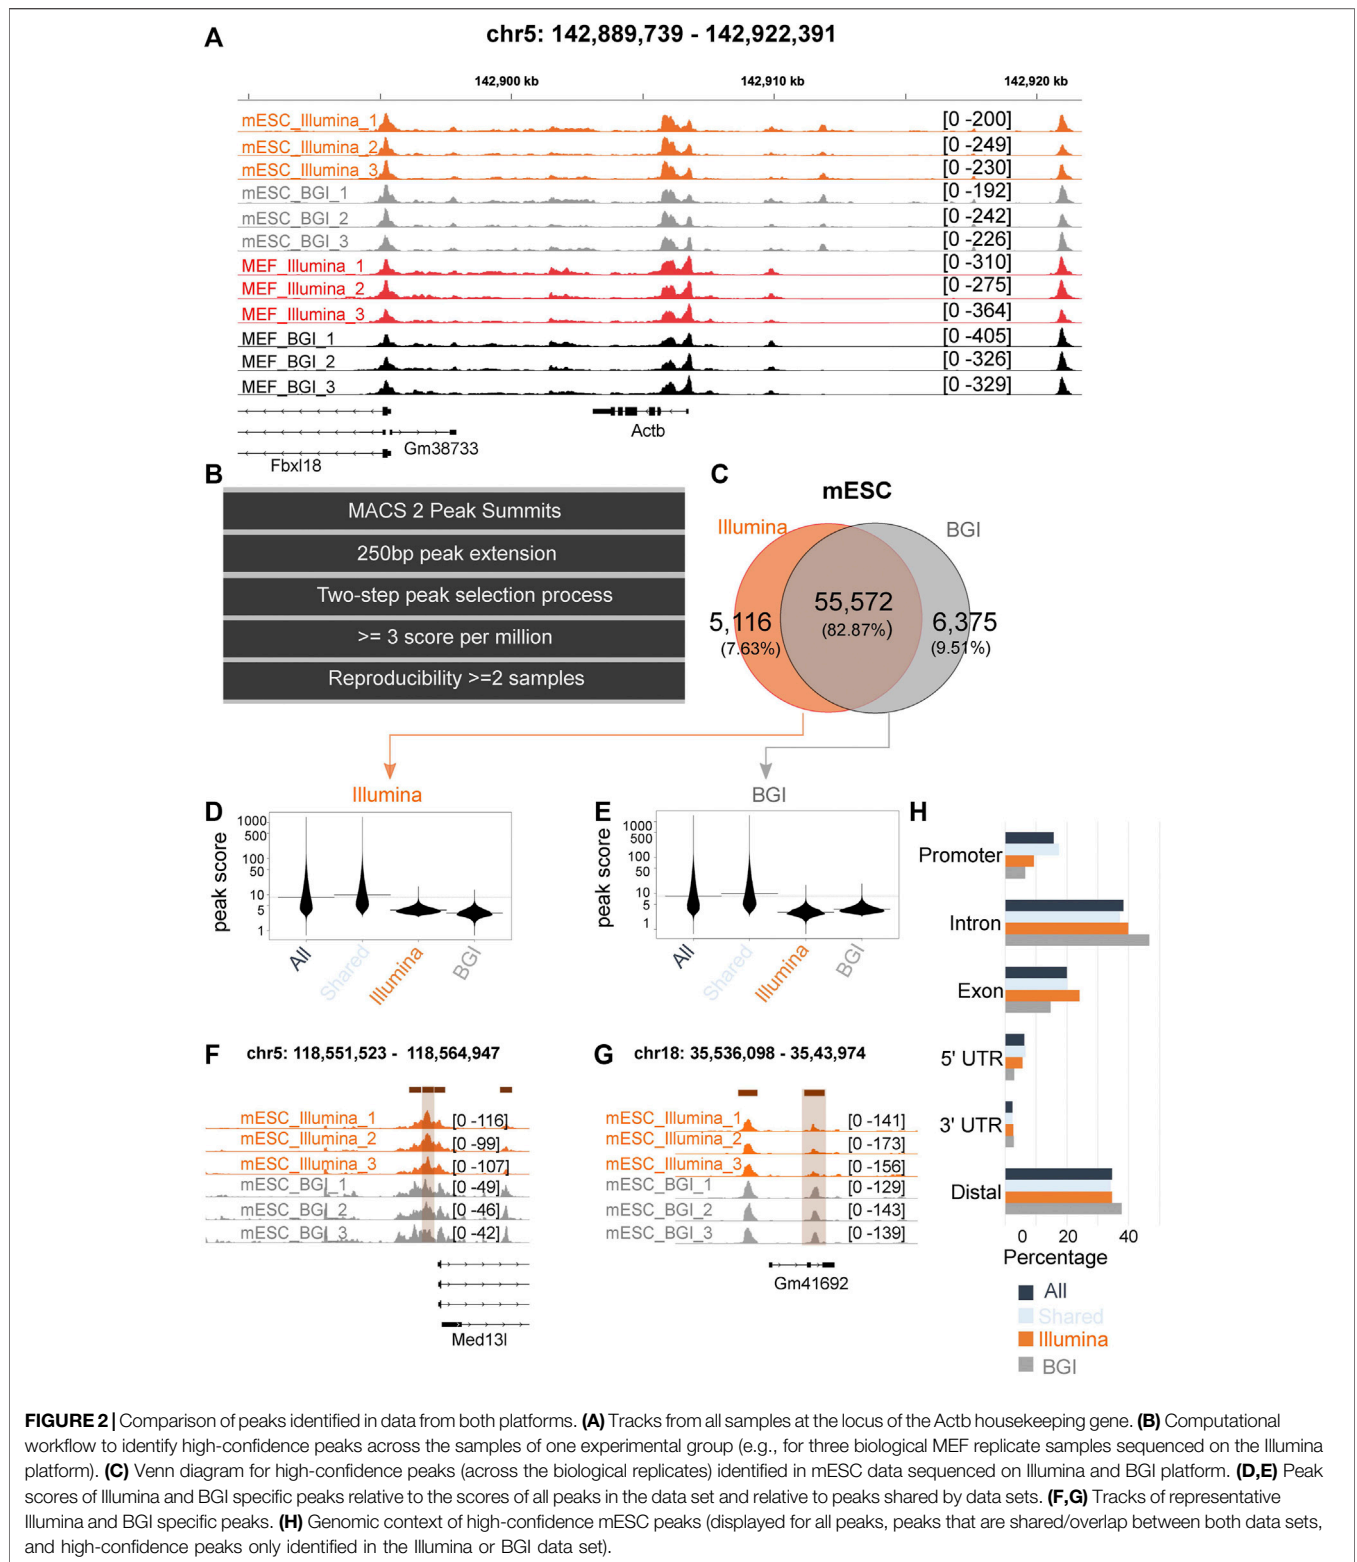 A
chr5: 142,889,739 - 142,922,391
142,900 kb 142,910 kb 142,920 kb
mESC_Illumina_1 [0 -200]
mESC_Illumina_2 [0 -249]
mESC_Illumina_3 [0 -230]
mESC_BGI_1 [0 -192]
mESC_BGI_2 [0 -242]
mESC_BGI_3 [0 -226]
MEF_Illumina_1 [0 -310]
MEF_Illumina_2 [0 -275]
MEF_Illumina_3 [0 -364]
MEF_BGI_1 [0 -405]
MEF_BGI_2 [0 -326]
MEF_BGI_3 [0 -329]
Actb
Gm38733
Fbxl18
B
MACS 2 Peak Summits
250bp peak extension
Two-step peak selection process
>= 3 score per million
Reproducibility >=2 samples
C
mESC
Illumina BGI
55,572
(82.87%)
5,116
(7.63%)
6,375
(9.51%)
D
Illumina
peak score
1000
500
100
50
10
5
1
All Shared Illumina BGI
E
BGI
peak score
1000
500
100
50
10
5
1
All Shared Illumina BGI
F
chr5: 118,551,523 - 118,564,947
mESC_Illumina_1 [0 -116]
mESC_Illumina_2 [0 -99]
mESC_Illumina_3 [0 -107]
mESC_BGI_1 [0 -49]
mESC_BGI_2 [0 -46]
mESC_BGI_3 [0 -42]
Med13l
G
chr18: 35,536,098 - 35,43,974
mESC_Illumina_1 [0 -141]
mESC_Illumina_2 [0 -173]
mESC_Illumina_3 [0 -156]
mESC_BGI_1 [0 -129]
mESC_BGI_2 [0 -143]
mESC_BGI_3 [0 -139]
Gm41692
H
Promoter
Intron
Exon
5' UTR
3' UTR
Distal
0 20 40
Percentage
All
Shared
Illumina
BGI
FIGURE 2 | Comparison of peaks identified in data from both platforms. (A) Tracks from all samples at the locus of the Actb housekeeping gene. (B) Computational
workflow to identify high-confidence peaks across the samples of one experimental group (e.g., for three biological MEF replicate samples sequenced on the Illumina
platform). (C) Venn diagram for high-confidence peaks (across the biological replicates) identified in mESC data sequenced on Illumina and BGI platform. (D,E) Peak
scores of Illumina and BGI specific peaks relative to the scores of all peaks in the data set and relative to peaks shared by data sets. (F,G) Tracks of representative
Illumina and BGI specific peaks. (H) Genomic context of high-confidence mESC peaks (displayed for all peaks, peaks that are shared/overlap between both data sets,
and high-confidence peaks only identified in the Illumina or BGI data set).